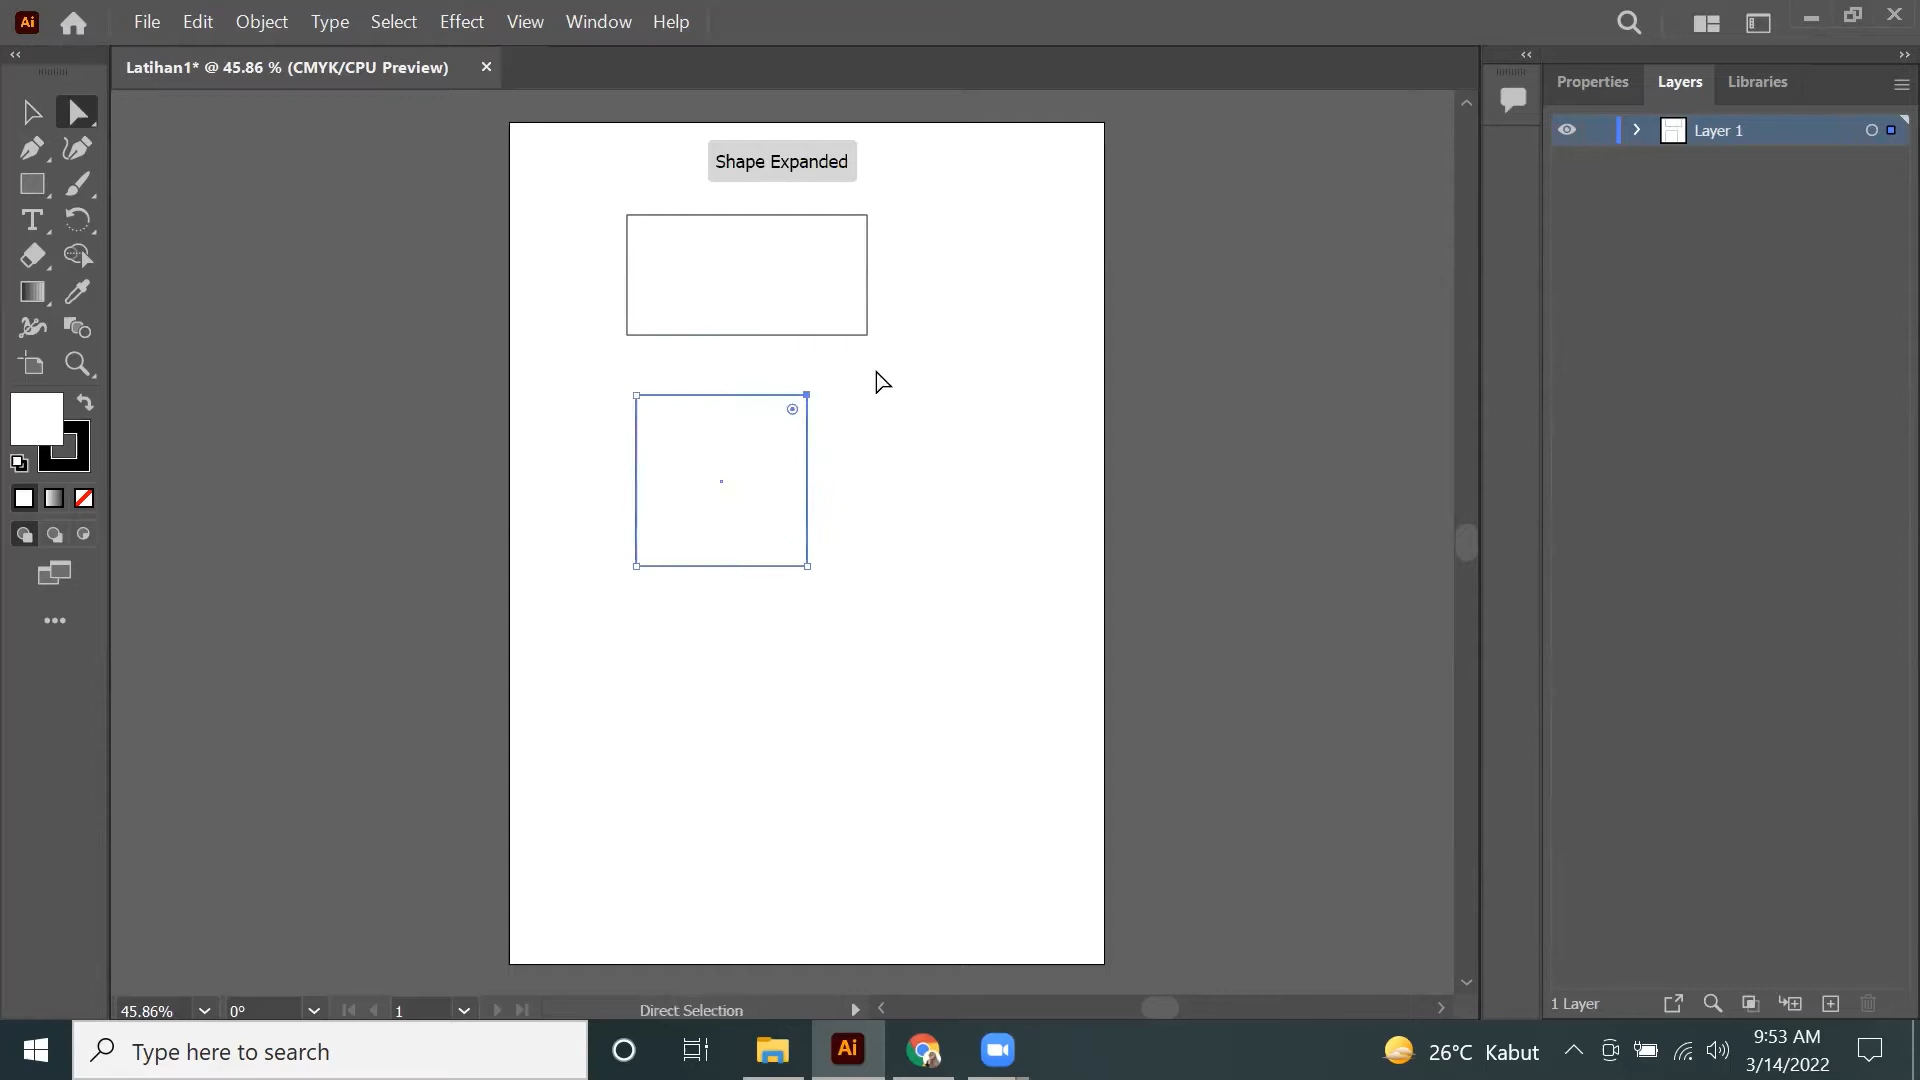 Ai File Edit Object Type Select Effect View Window Help
Latihan1* @ 45.86 % (CMYK/CPU Preview)
Properties Layers Libraries
Layer 1
Shape Expanded
T
1 Layer
45.86% 0° 1 Direct Selection
Type here to search
Ai
26°C Kabut
9:53 AM
3/14/2022